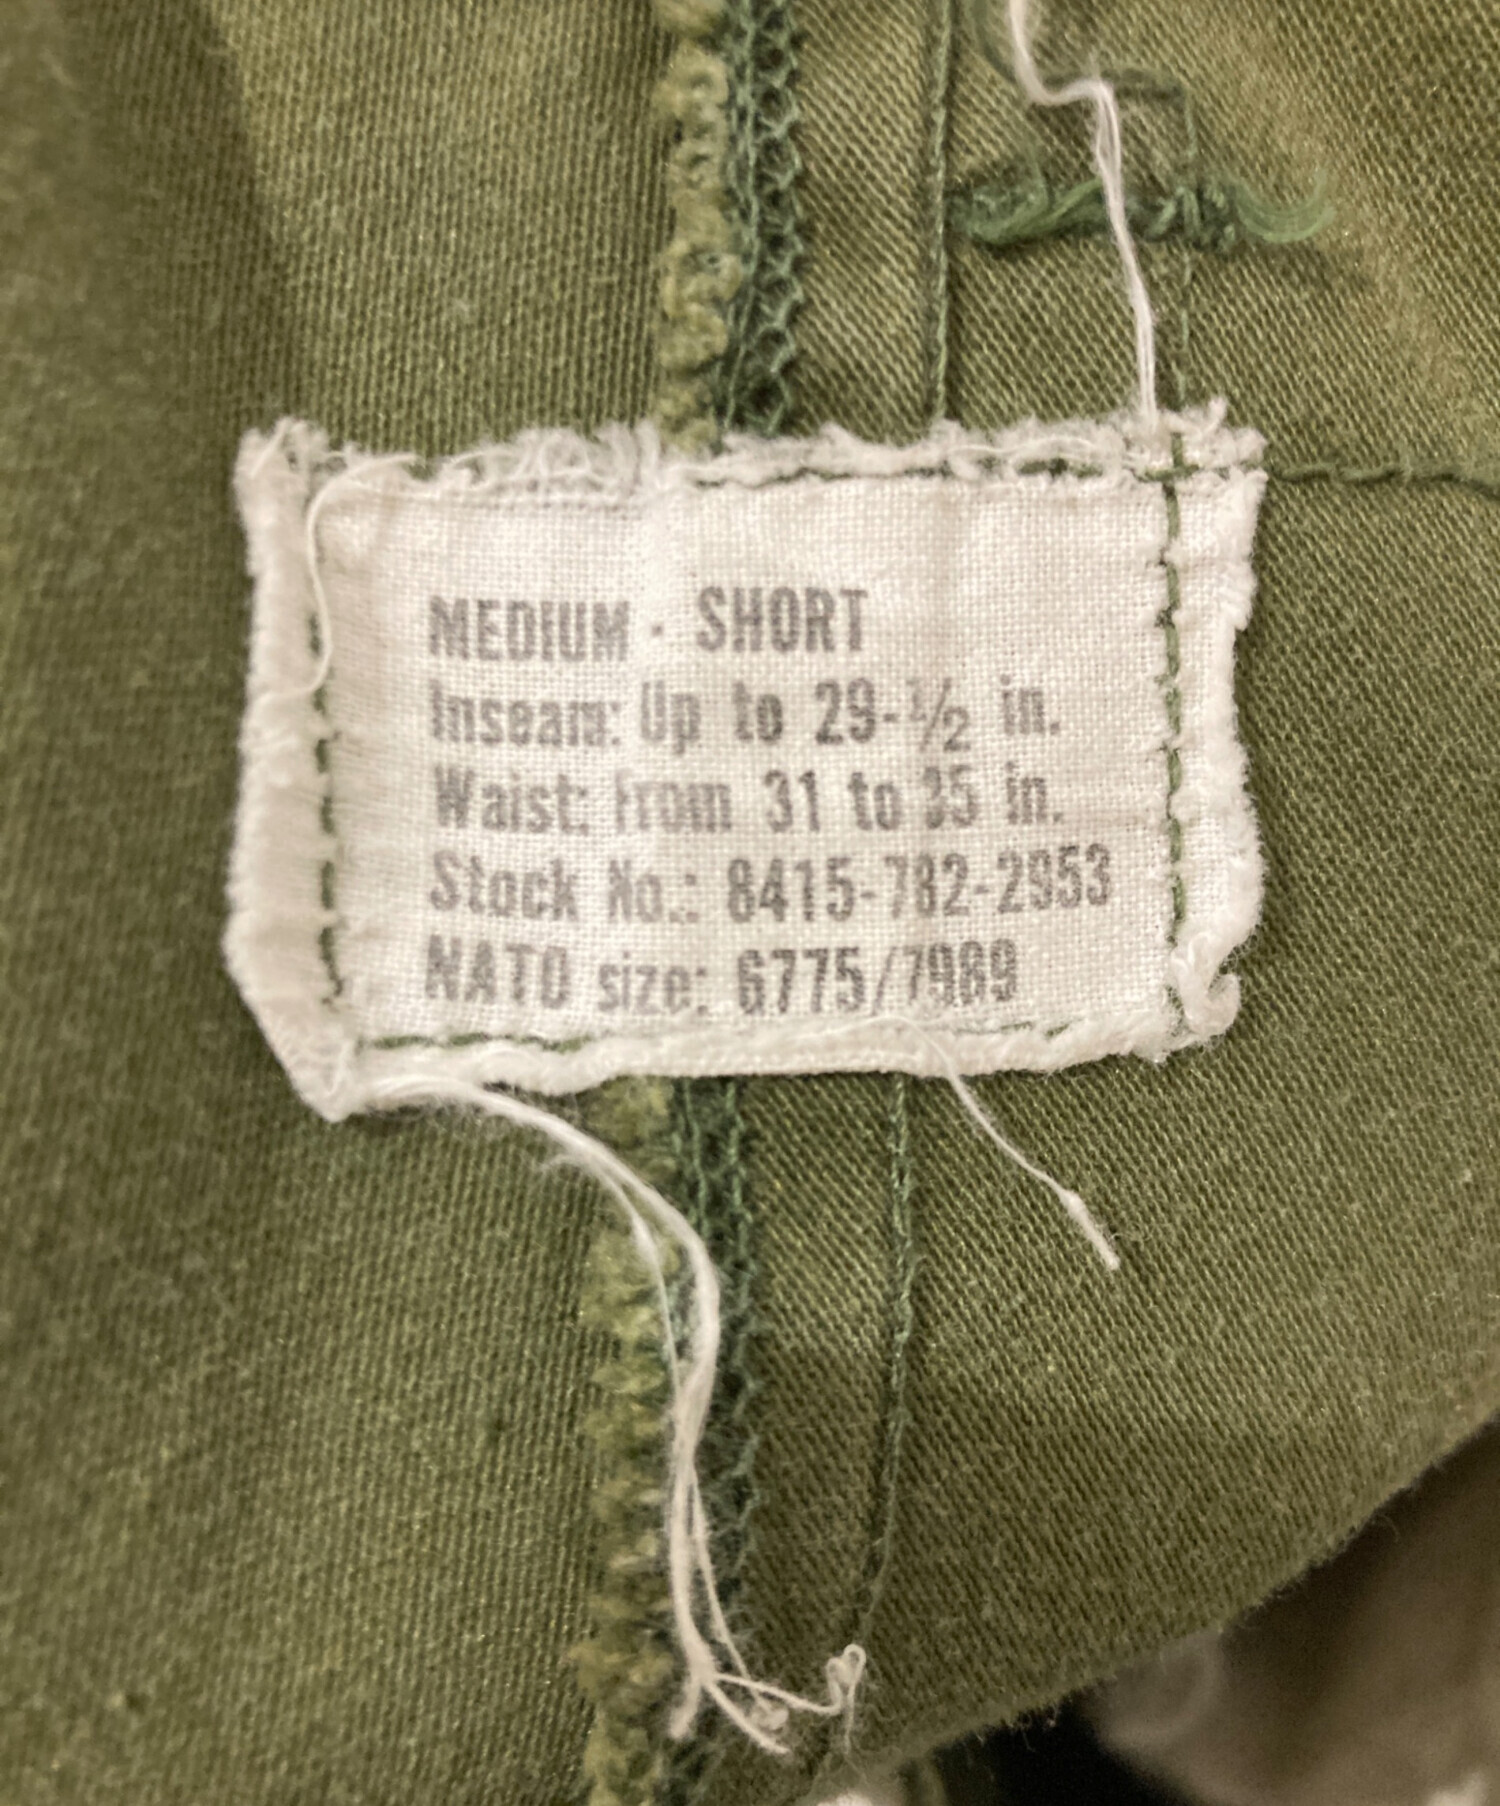 MEDIUM - SHORT
Inseam: Up to 29-1/2 in.
Waist: From 31 to 35 in.
Stock No.: 8415-782-2953
NATO size: 6775/7989